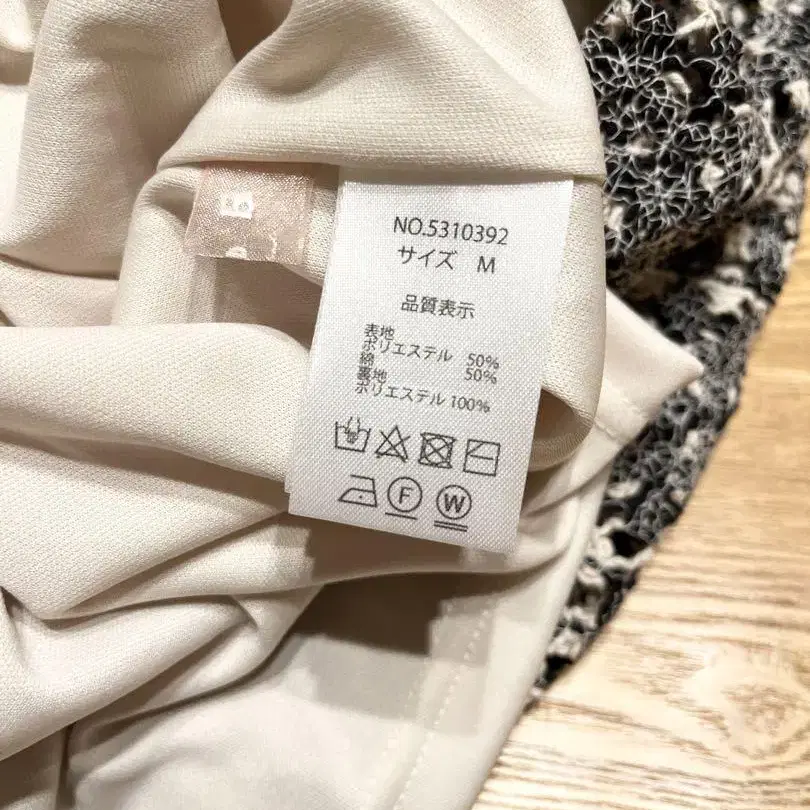 NO.5310392
サイズ M
品質表示
表地
ポリエステル 50%
綿 50%
裏地
ポリエステル 100%
F
W